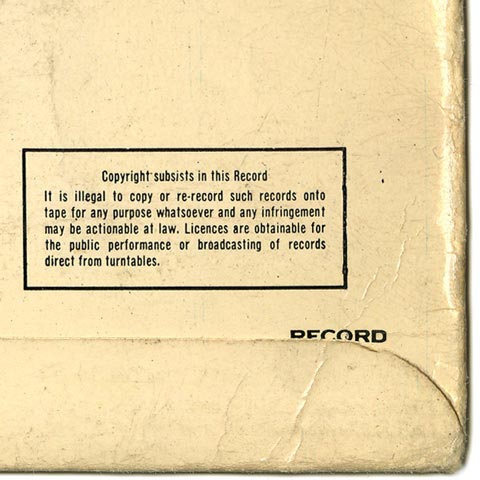 Copyright subsists in this Record
It is illegal to copy or re-record such records onto
tape for any purpose whatsoever and any infringement
may be actionable at law. Licences are obtainable for
the public performance or broadcasting of records
direct from turntables.
RECORD